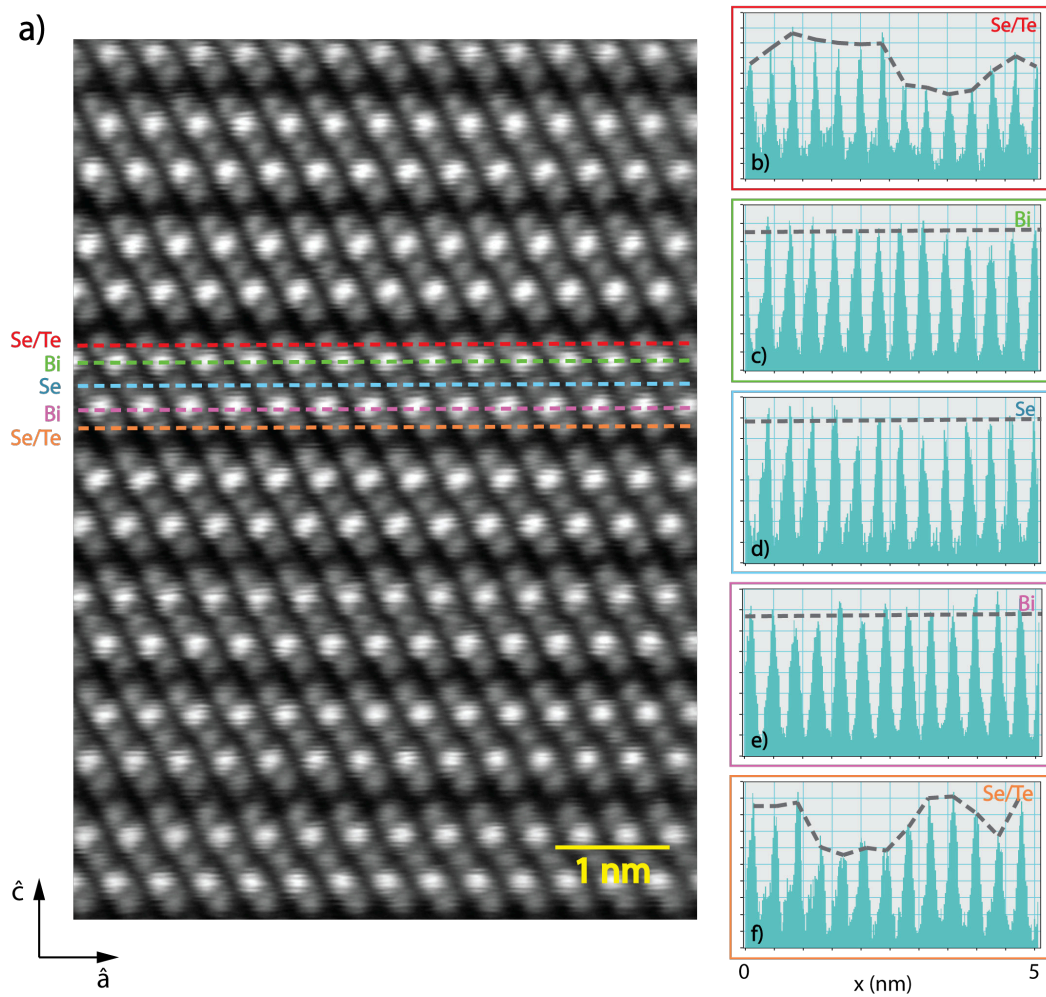 a)
Se/Te
Bi
Se
Bi
Se/Te
1 nm
ĉ
â
Se/Te
b)
Bi
c)
Se
d)
Bi
e)
Se/Te
f)
0
5
x (nm)